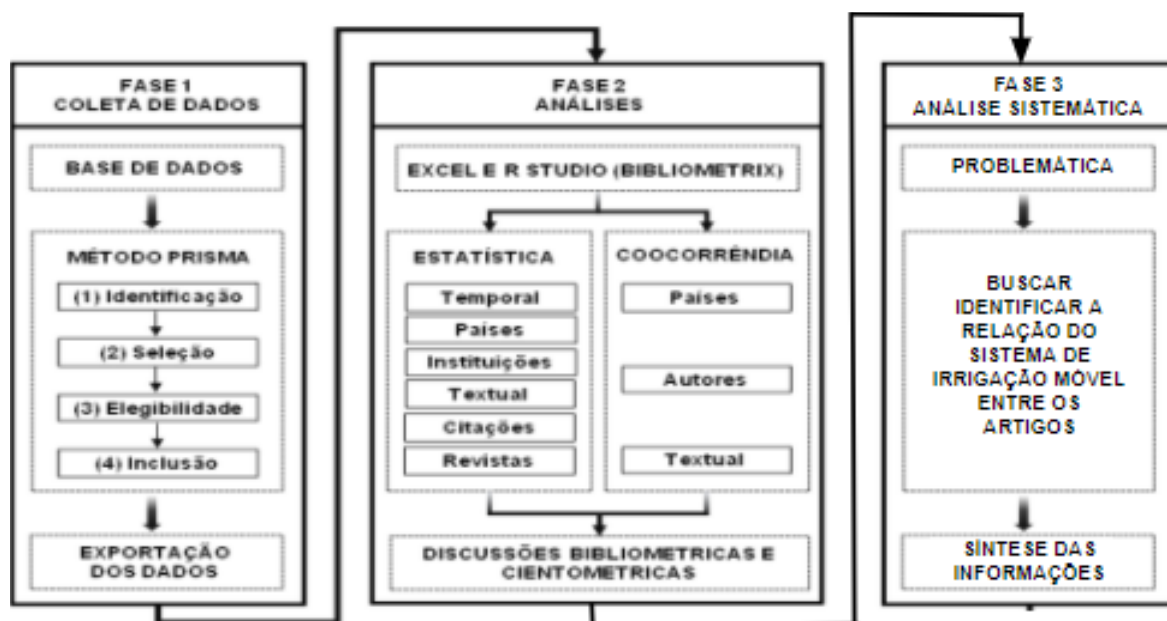 FASE 1
COLETA DE DADOS
BASE DE DADOS
MÉTODO PRISMA
(1) Identificação
(2) Seleção
(3) Elegibilidade
(4) Inclusão
EXPORTAÇÃO
DOS DADOS
FASE 2
ANÁLISES
EXCEL E R STUDIO (BIBLIOMETRIX)
ESTATÍSTICA
Temporal
Países
Instituições
Textual
Citações
Revistas
COOCORRÊNDIA
Países
Autores
Textual
DISCUSSÕES BIBLIOMETRICAS E
CIENTOMETRICAS
FASE 3
ANÁLISE SISTEMÁTICA
PROBLEMÁTICA
BUSCAR
IDENTIFICAR A
RELAÇÃO DO
SISTEMA DE
IRRIGAÇÃO MÓVEL
ENTRE OS
ARTIGOS
SÍNTESE DAS
INFORMAÇÕES